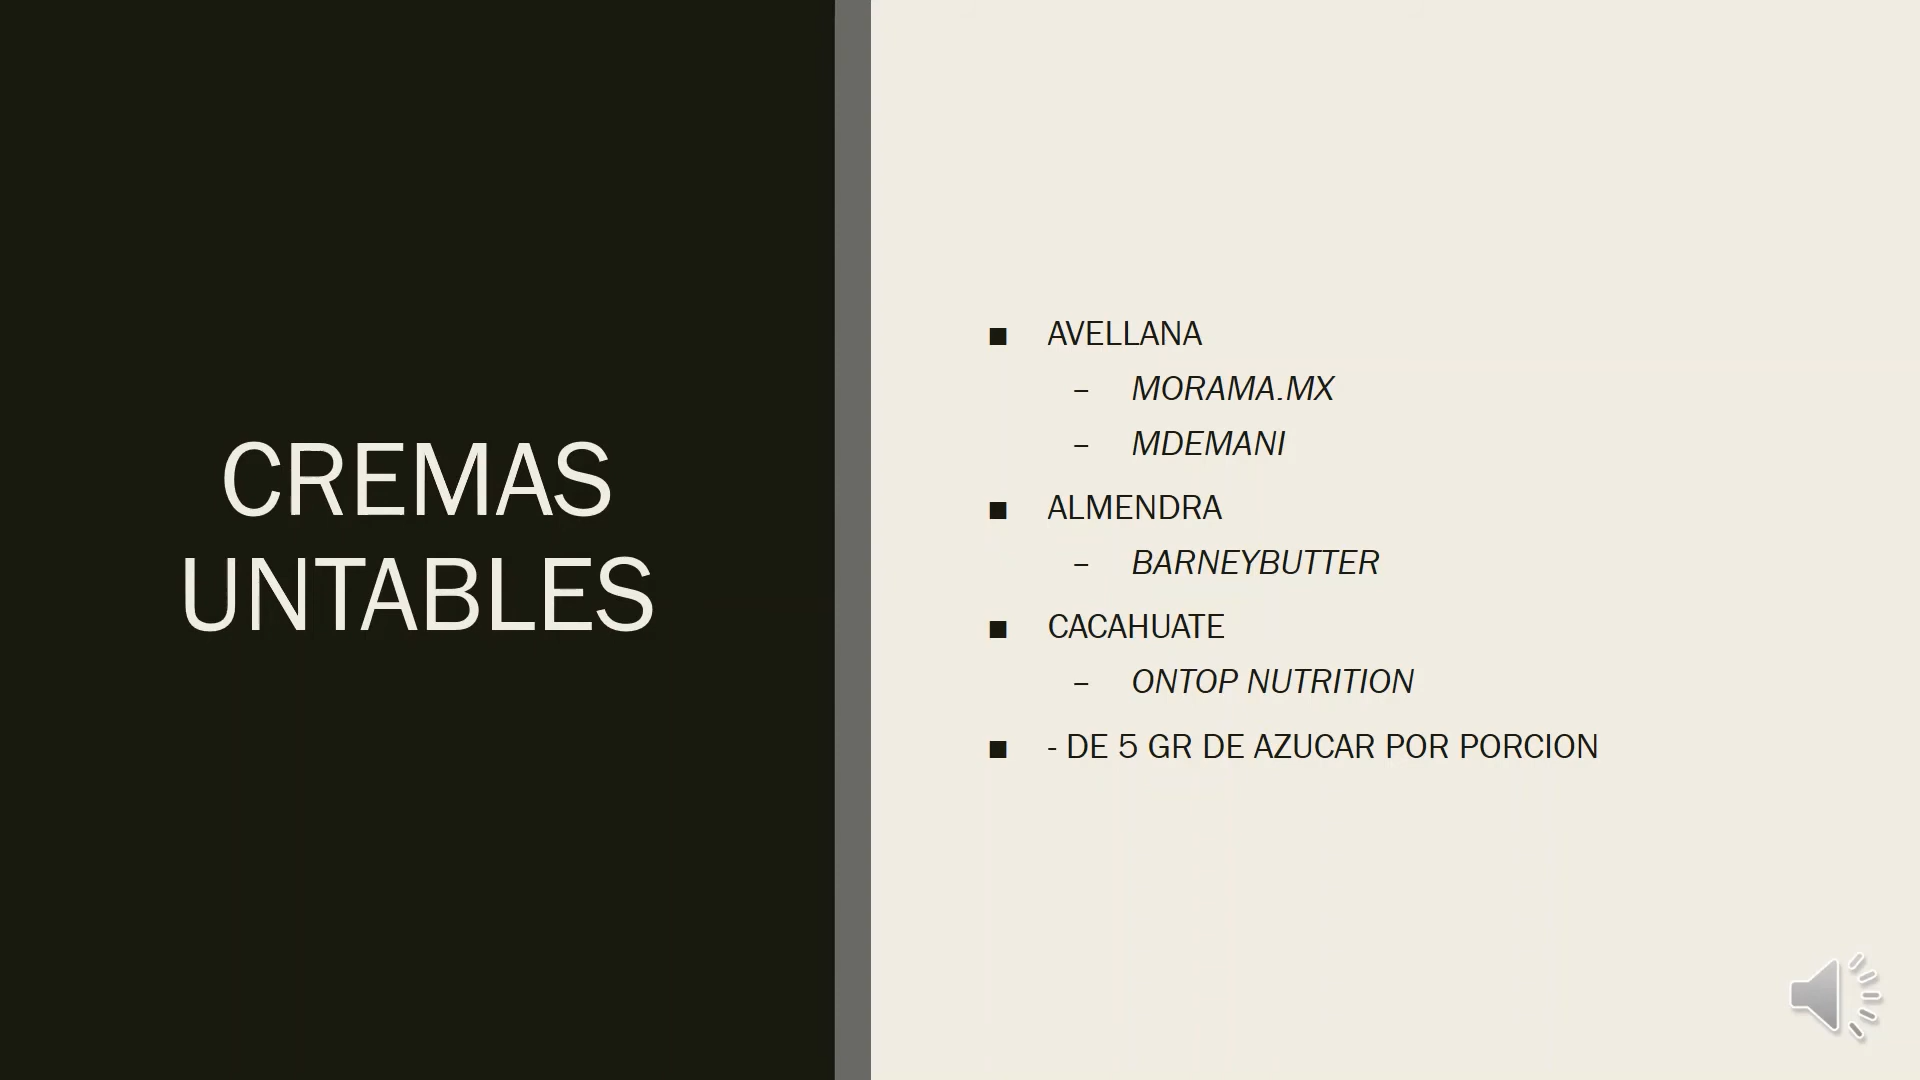 CREMAS
UNTABLES
■ AVELLANA
– MORAMA.MX
– MDEMANI
■ ALMENDRA
– BARNEYBUTTER
■ CACAHUATE
– ONTOP NUTRITION
■ - DE 5 GR DE AZUCAR POR PORCION